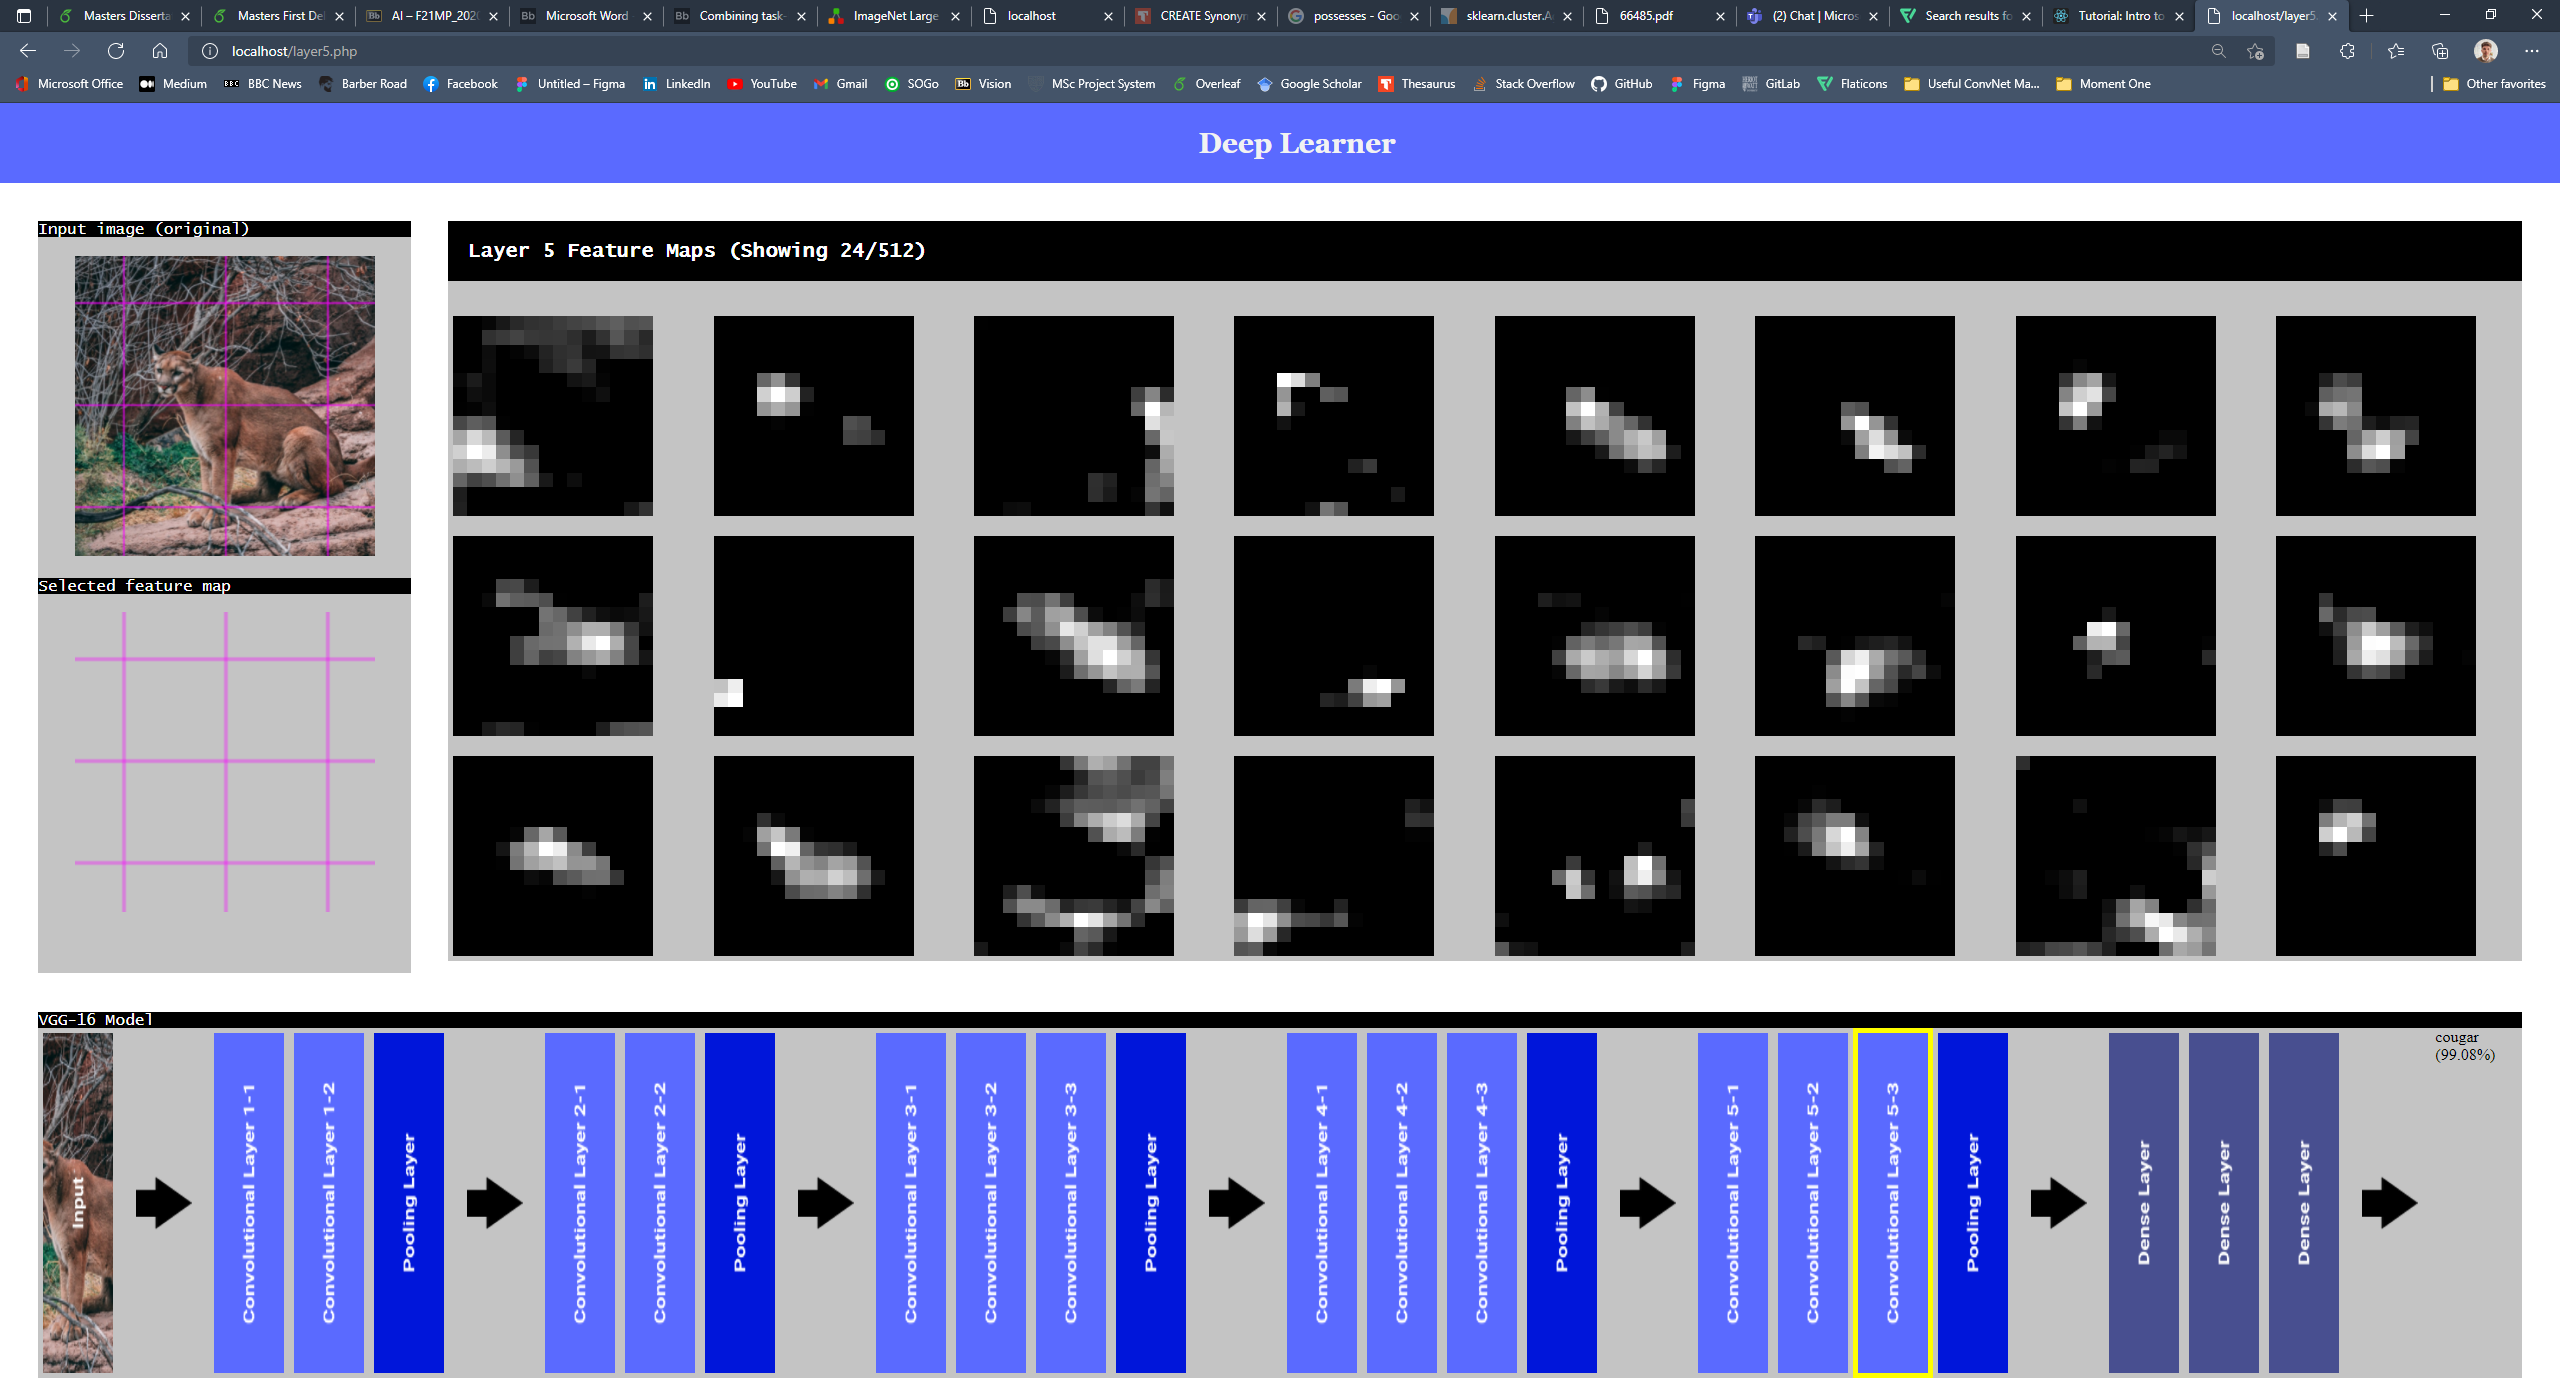 Masters Disserta
Masters First De
AI – F21MP_202
Microsoft Word
Combining task-
ImageNet Large
localhost
CREATE Synonym
possesses - Goo
sklearn.cluster.A
66485.pdf
(2) Chat | Micros
Search results fo
Tutorial: Intro to
localhost/layer5.
localhost/layer5.php
Microsoft Office
Medium
BBC News
Barber Road
Facebook
Untitled – Figma
LinkedIn
YouTube
Gmail
SOGo
Bb Vision
MSc Project System
Overleaf
Google Scholar
Thesaurus
Stack Overflow
GitHub
Figma
GitLab
Flaticons
Useful ConvNet Ma...
Moment One
Other favorites
Deep Learner
Input image (original)
Layer 5 Feature Maps (Showing 24/512)
Selected feature map
VGG-16 Model
Input
Convolutional Layer 1-1
Convolutional Layer 1-2
Pooling Layer
Convolutional Layer 2-1
Convolutional Layer 2-2
Pooling Layer
Convolutional Layer 3-1
Convolutional Layer 3-2
Convolutional Layer 3-3
Pooling Layer
Convolutional Layer 4-1
Convolutional Layer 4-2
Convolutional Layer 4-3
Pooling Layer
Convolutional Layer 5-1
Convolutional Layer 5-2
Convolutional Layer 5-3
Pooling Layer
Dense Layer
Dense Layer
Dense Layer
cougar
(99.08%)